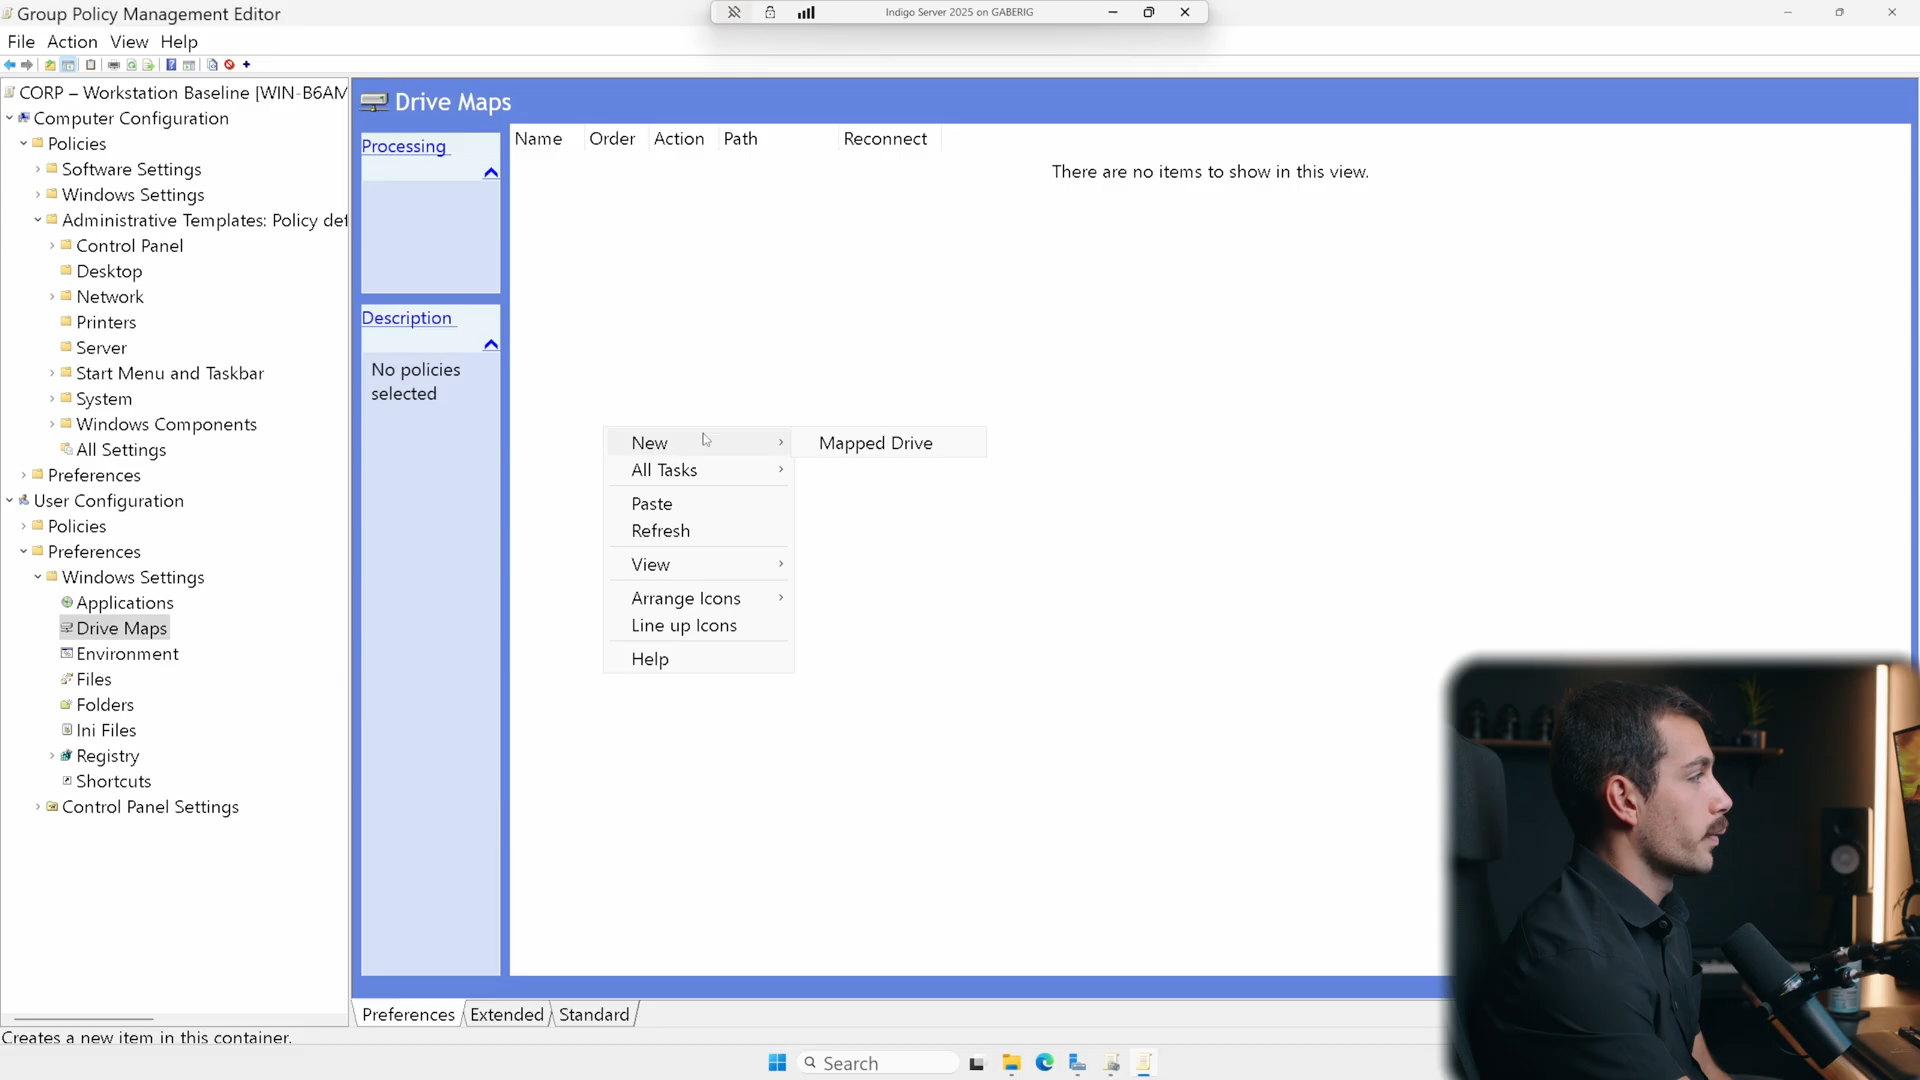 Group Policy Management Editor
Indigo Server 2025 on GABERIG
File Action View Help
CORP – Workstation Baseline [WIN-B6AM
Computer Configuration
Policies
Software Settings
Windows Settings
Administrative Templates: Policy def
Control Panel
Desktop
Network
Printers
Server
Start Menu and Taskbar
System
Windows Components
All Settings
Preferences
User Configuration
Policies
Preferences
Windows Settings
Applications
Drive Maps
Environment
Files
Folders
Ini Files
Registry
Shortcuts
Control Panel Settings
Drive Maps
Processing
Description
No policies
selected
Name Order Action Path Reconnect
There are no items to show in this view.
New
Mapped Drive
All Tasks
Paste
Refresh
View
Arrange Icons
Line up Icons
Help
Preferences Extended Standard
Creates a new item in this container.
Search